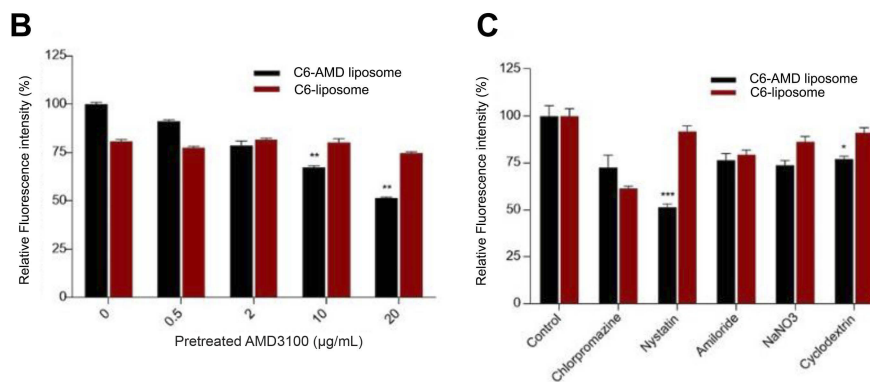 B
Relative Fluorescence intensity (%)
125
100
75
50
25
0
C6-AMD liposome
C6-liposome
**
**
0
0.5
2
10
20
Pretreated AMD3100 (µg/mL)
C
Relative Fluorescence intensity (%)
125
100
75
50
25
0
C6-AMD liposome
C6-liposome
***
*
Control
Chlorpromazine
Nystatin
Amiloride
NaNO3
Cyclodextrin